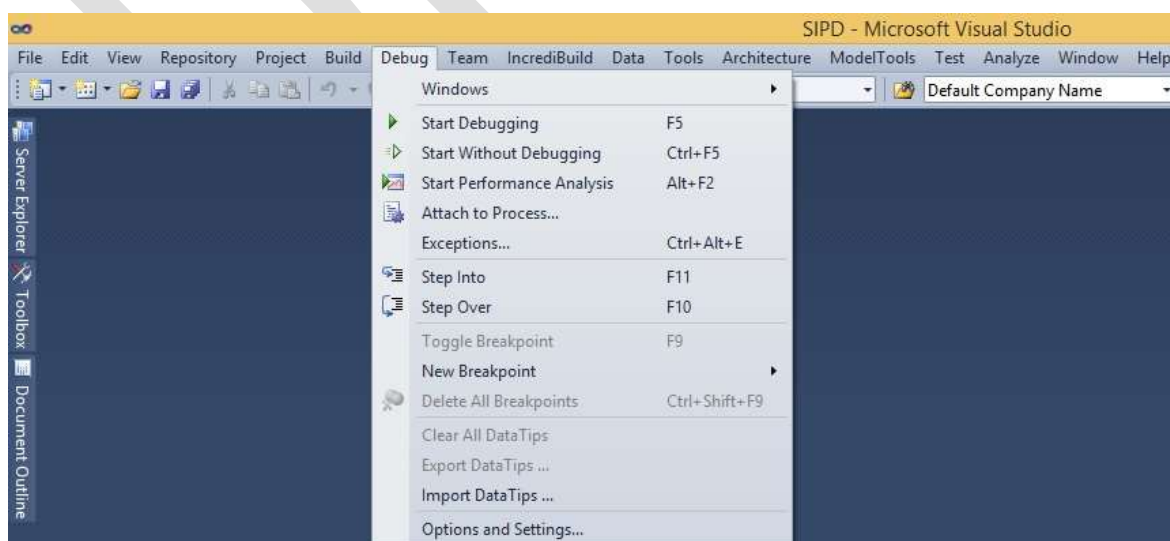 SIPD - Microsoft Visual Studio
File Edit View Repository Project Build Debug Team IncrediBuild Data Tools Architecture ModelTools Test Analyze Window Help
Default Company Name
Windows
Start Debugging F5
Start Without Debugging Ctrl+F5
Start Performance Analysis Alt+F2
Attach to Process...
Exceptions... Ctrl+Alt+E
Step Into F11
Step Over F10
Toggle Breakpoint F9
New Breakpoint
Delete All Breakpoints Ctrl+Shift+F9
Clear All DataTips
Export DataTips ...
Import DataTips ...
Options and Settings...
Server Explorer
Toolbox
Document Outline